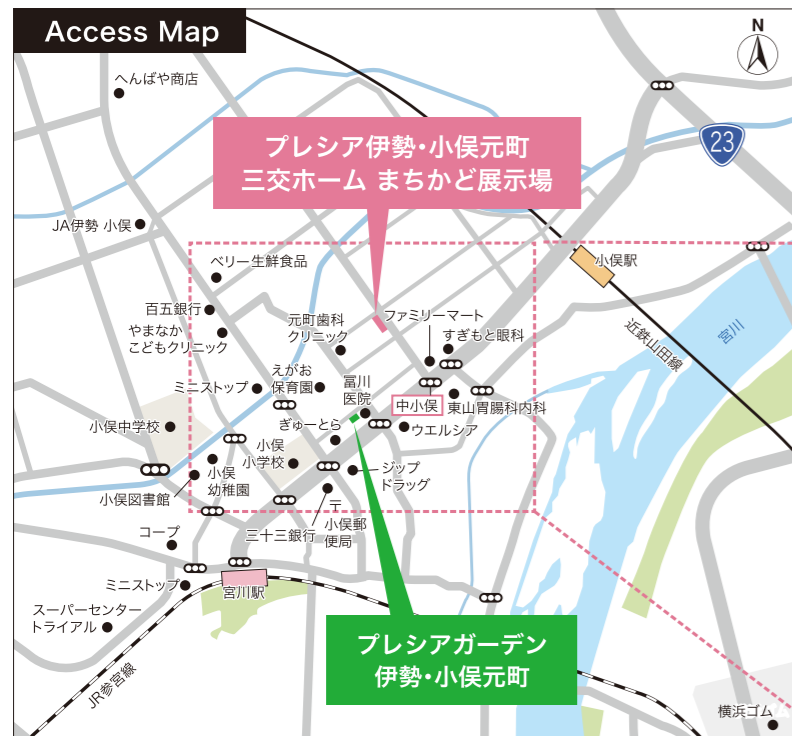 Access Map
N
へんばや商店
23
プレシア伊勢・小俣元町
三交ホーム まちかど展示場
JA伊勢 小俣
ベリー生鮮食品
小俣駅
百五銀行
やまなか
こどもクリニック
元町歯科
クリニック
ファミリーマート
すぎもと眼科
近鉄山田線
宮川
えがお
保育園
ミニストップ
冨川
医院
中小俣
東山胃腸科内科
小俣中学校
ぎゅーとら
ウエルシア
小俣
小学校
小俣
幼稚園
ジップ
ドラッグ
小俣図書館
〒
小俣郵
便局
三十三銀行
コープ
ミニストップ
宮川駅
スーパーセンター
トライアル
JR参宮線
プレシアガーデン
伊勢・小俣元町
横浜ゴム